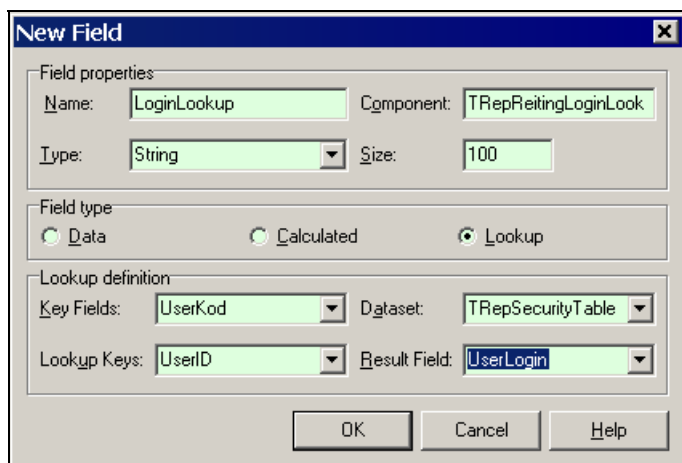 New Field
Field properties
Name: LoginLookup Component: TRepReitingLoginLook
Type: String Size: 100
Field type
Data Calculated Lookup
Lookup definition
Key Fields: UserKod Dataset: TRepSecurityTable
Lookup Keys: UserID Result Field: UserLogin
OK Cancel Help